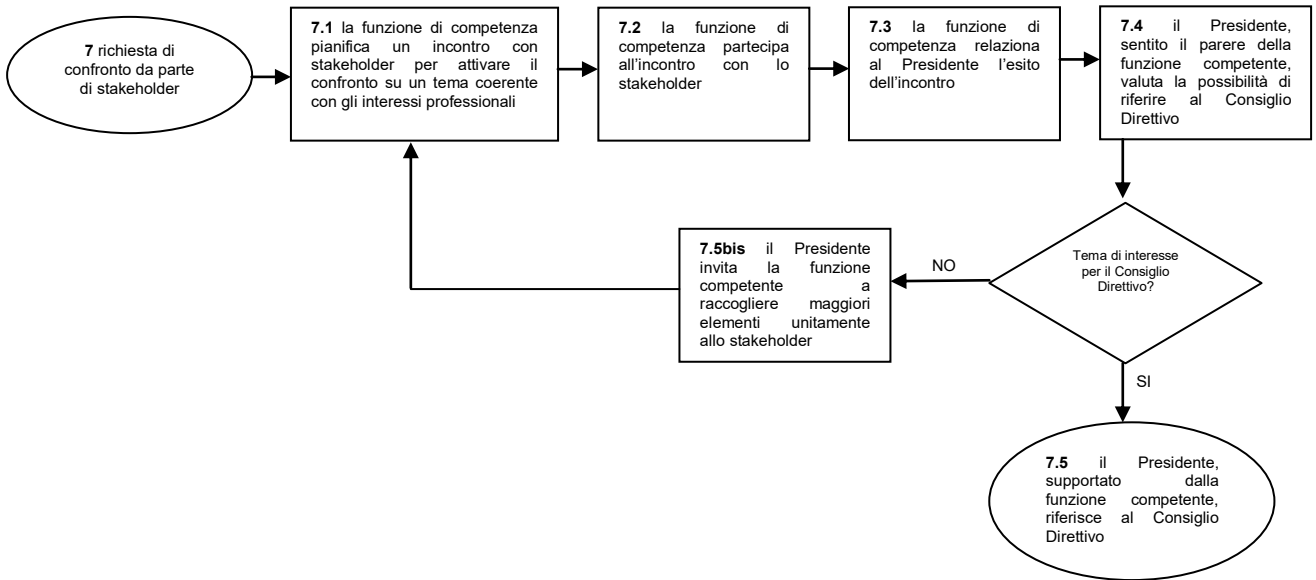 7 richiesta di
confronto da parte
di stakeholder
7.1 la funzione di competenza
pianifica un incontro con
stakeholder per attivare il
confronto su un tema coerente
con gli interessi professionali
7.2 la funzione di
competenza partecipa
all'incontro con lo
stakeholder
7.3 la funzione di
competenza relaziona
al Presidente l'esito
dell'incontro
7.4 il Presidente,
sentito il parere della
funzione competente,
valuta la possibilità di
riferire al Consiglio
Direttivo
Tema di interesse
per il Consiglio
Direttivo?
NO
7.5bis il Presidente
invita la funzione
competente a
raccogliere maggiori
elementi unitamente
allo stakeholder
SI
7.5 il Presidente,
supportato dalla
funzione competente,
riferisce al Consiglio
Direttivo